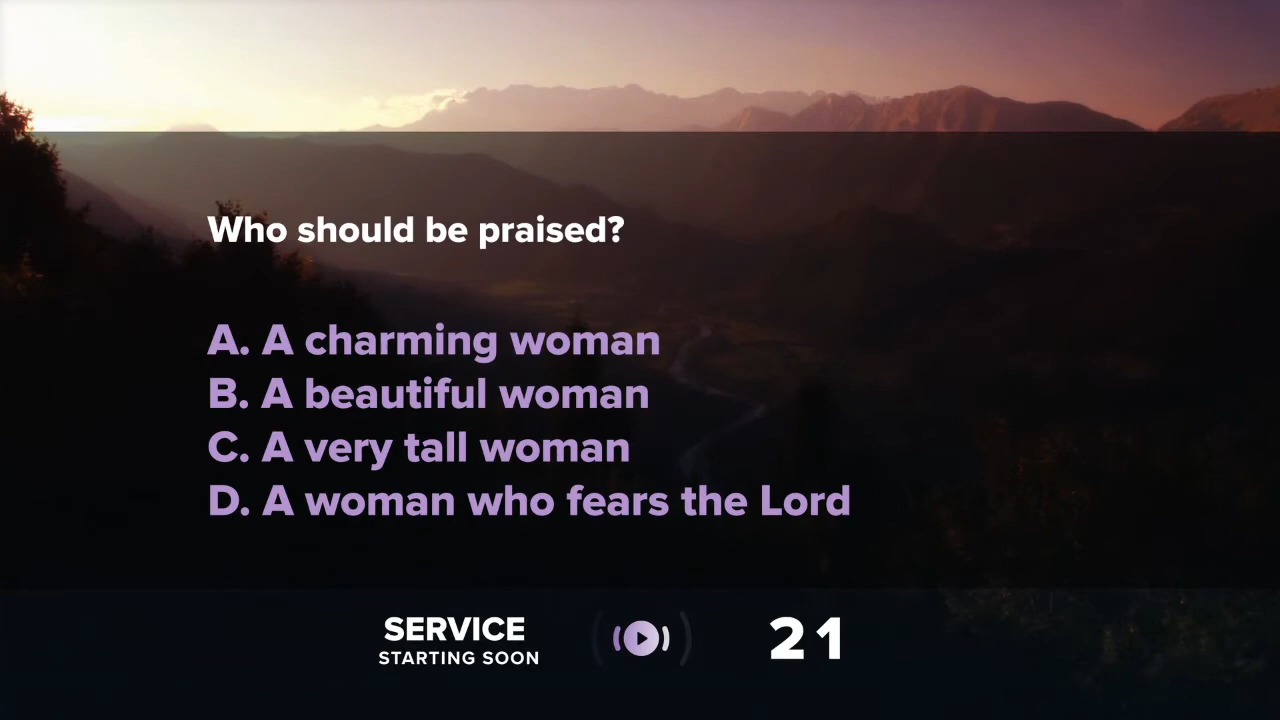 Who should be praised?
A. A charming woman
B. A beautiful woman
C. A very tall woman
D. A woman who fears the Lord
SERVICE
STARTING SOON
21